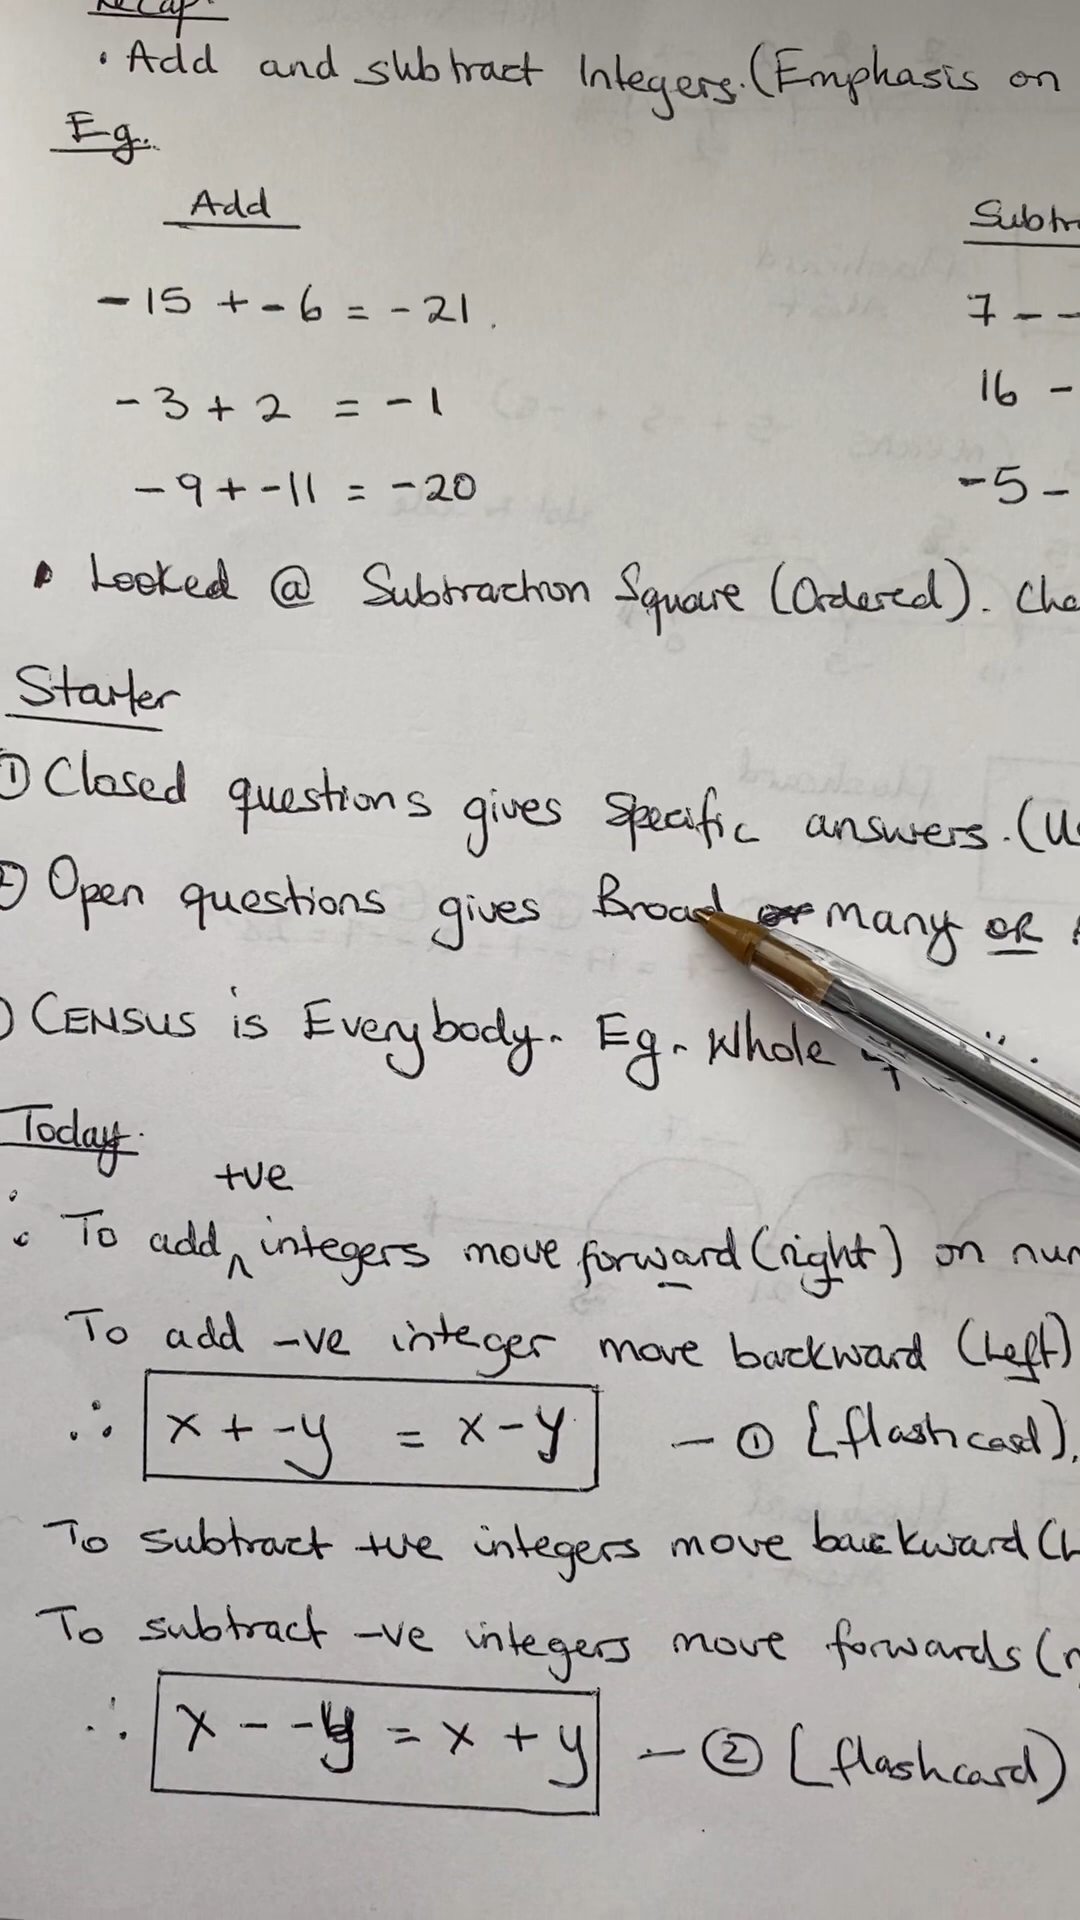 Recap.
• Add and subtract Integers. (Emphasis on
Eg.
Add
Subtr
-15 + -6 = -21.
7 - -
-3 + 2 = -1
16 -
-9 + -11 = -20
-5 -
• Looked @ Subtraction Square (Ordered). Cha
Starter
① Closed questions gives Specific answers. (Us
② Open questions gives Broad many OR
) CENSUS is Everybody. Eg. Whole
Today.
+ve
To add ^ integers move forward (right) on num
To add -ve integer move backward (Left)
∴ x + -y = x - y — ① [flashcard].
To subtract +ve integers move backward (L
To subtract -ve integers move forwards (r
∴ x - -y = x + y — ② [flashcard)